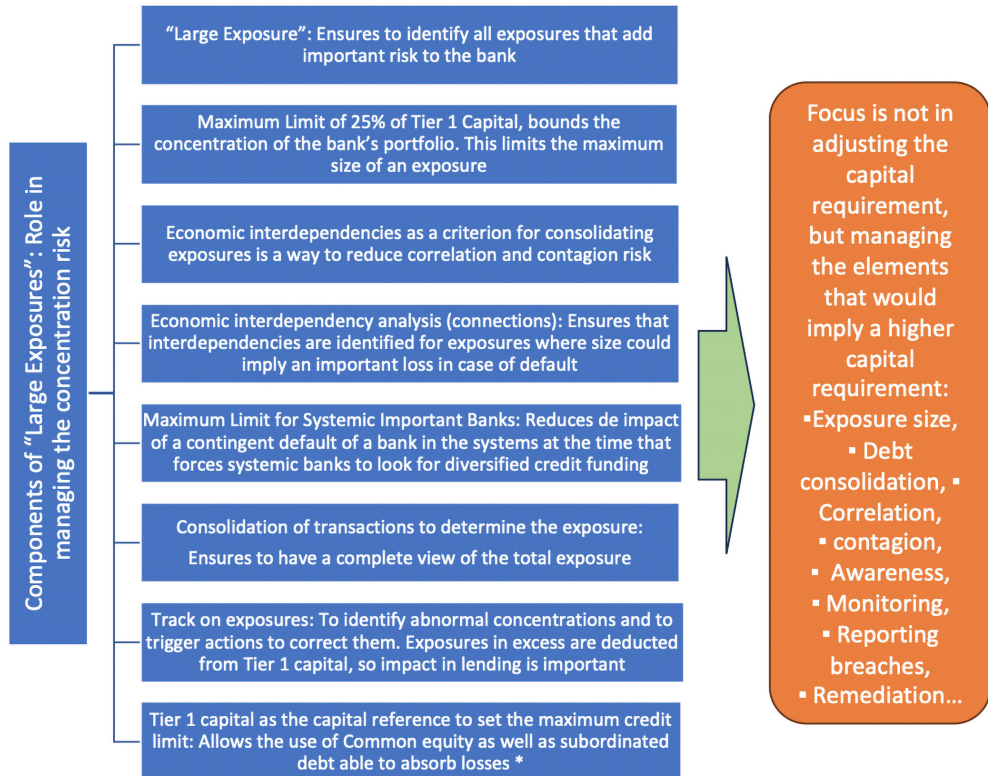 Components of “Large Exposures”: Role in
managing the concentration risk
“Large Exposure”: Ensures to identify all exposures that add
important risk to the bank
Maximum Limit of 25% of Tier 1 Capital, bounds the
concentration of the bank’s portfolio. This limits the maximum
size of an exposure
Economic interdependencies as a criterion for consolidating
exposures is a way to reduce correlation and contagion risk
Economic interdependency analysis (connections): Ensures that
interdependencies are identified for exposures where size could
imply an important loss in case of default
Maximum Limit for Systemic Important Banks: Reduces de impact
of a contingent default of a bank in the systems at the time that
forces systemic banks to look for diversified credit funding
Consolidation of transactions to determine the exposure:
Ensures to have a complete view of the total exposure
Track on exposures: To identify abnormal concentrations and to
trigger actions to correct them. Exposures in excess are deducted
from Tier 1 capital, so impact in lending is important
Tier 1 capital as the capital reference to set the maximum credit
limit: Allows the use of Common equity as well as subordinated
debt able to absorb losses *
Focus is not in
adjusting the
capital
requirement,
but managing
the elements
that would
imply a higher
capital
requirement:
▪Exposure size,
▪ Debt
consolidation, ▪
Correlation,
▪ contagion,
▪ Awareness,
▪ Monitoring,
▪ Reporting
breaches,
▪ Remediation…